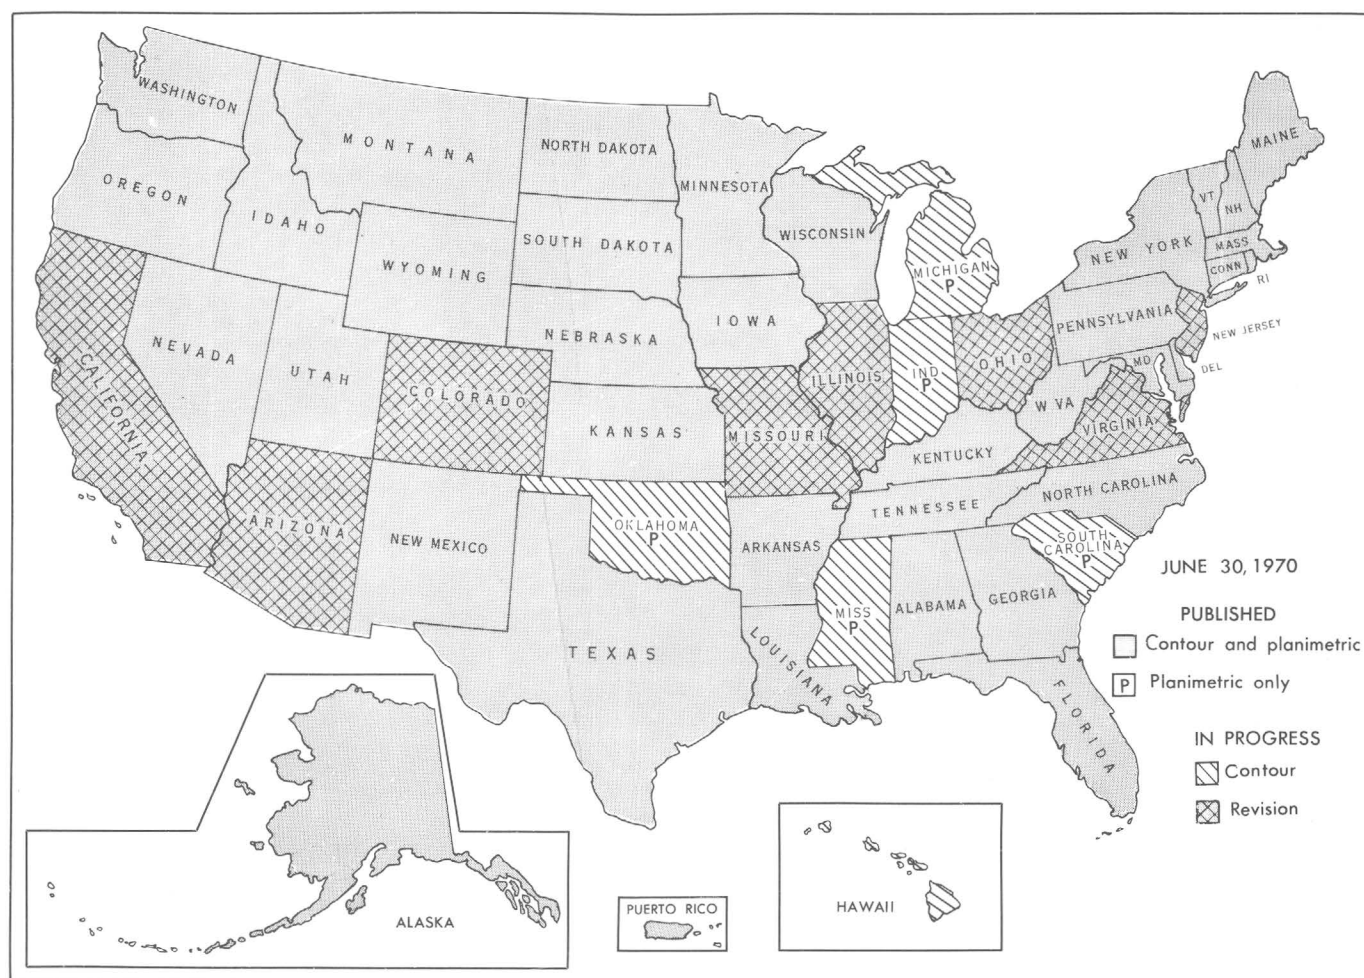 WASHINGTON
MONTANA
NORTH DAKOTA
MINNESOTA
MAINE
OREGON
IDAHO
SOUTH DAKOTA
WISCONSIN
VT
NH
WYOMING
MICHIGAN
P
NEW YORK
MASS
CONN
RI
NEBRASKA
IOWA
PENNSYLVANIA
NEW JERSEY
NEVADA
UTAH
COLORADO
ILLINOIS
IND
P
OHIO
MD
DEL
CALIFORNIA
KANSAS
MISSOURI
W VA
VIRGINIA
KENTUCKY
ARIZONA
NEW MEXICO
OKLAHOMA
P
ARKANSAS
TENNESSEE
NORTH CAROLINA
SOUTH
CAROLINA
P
MISS
P
ALABAMA
GEORGIA
TEXAS
LOUISIANA
FLORIDA
JUNE 30, 1970
PUBLISHED
Contour and planimetric
P Planimetric only
IN PROGRESS
Contour
Revision
ALASKA
PUERTO RICO
HAWAII